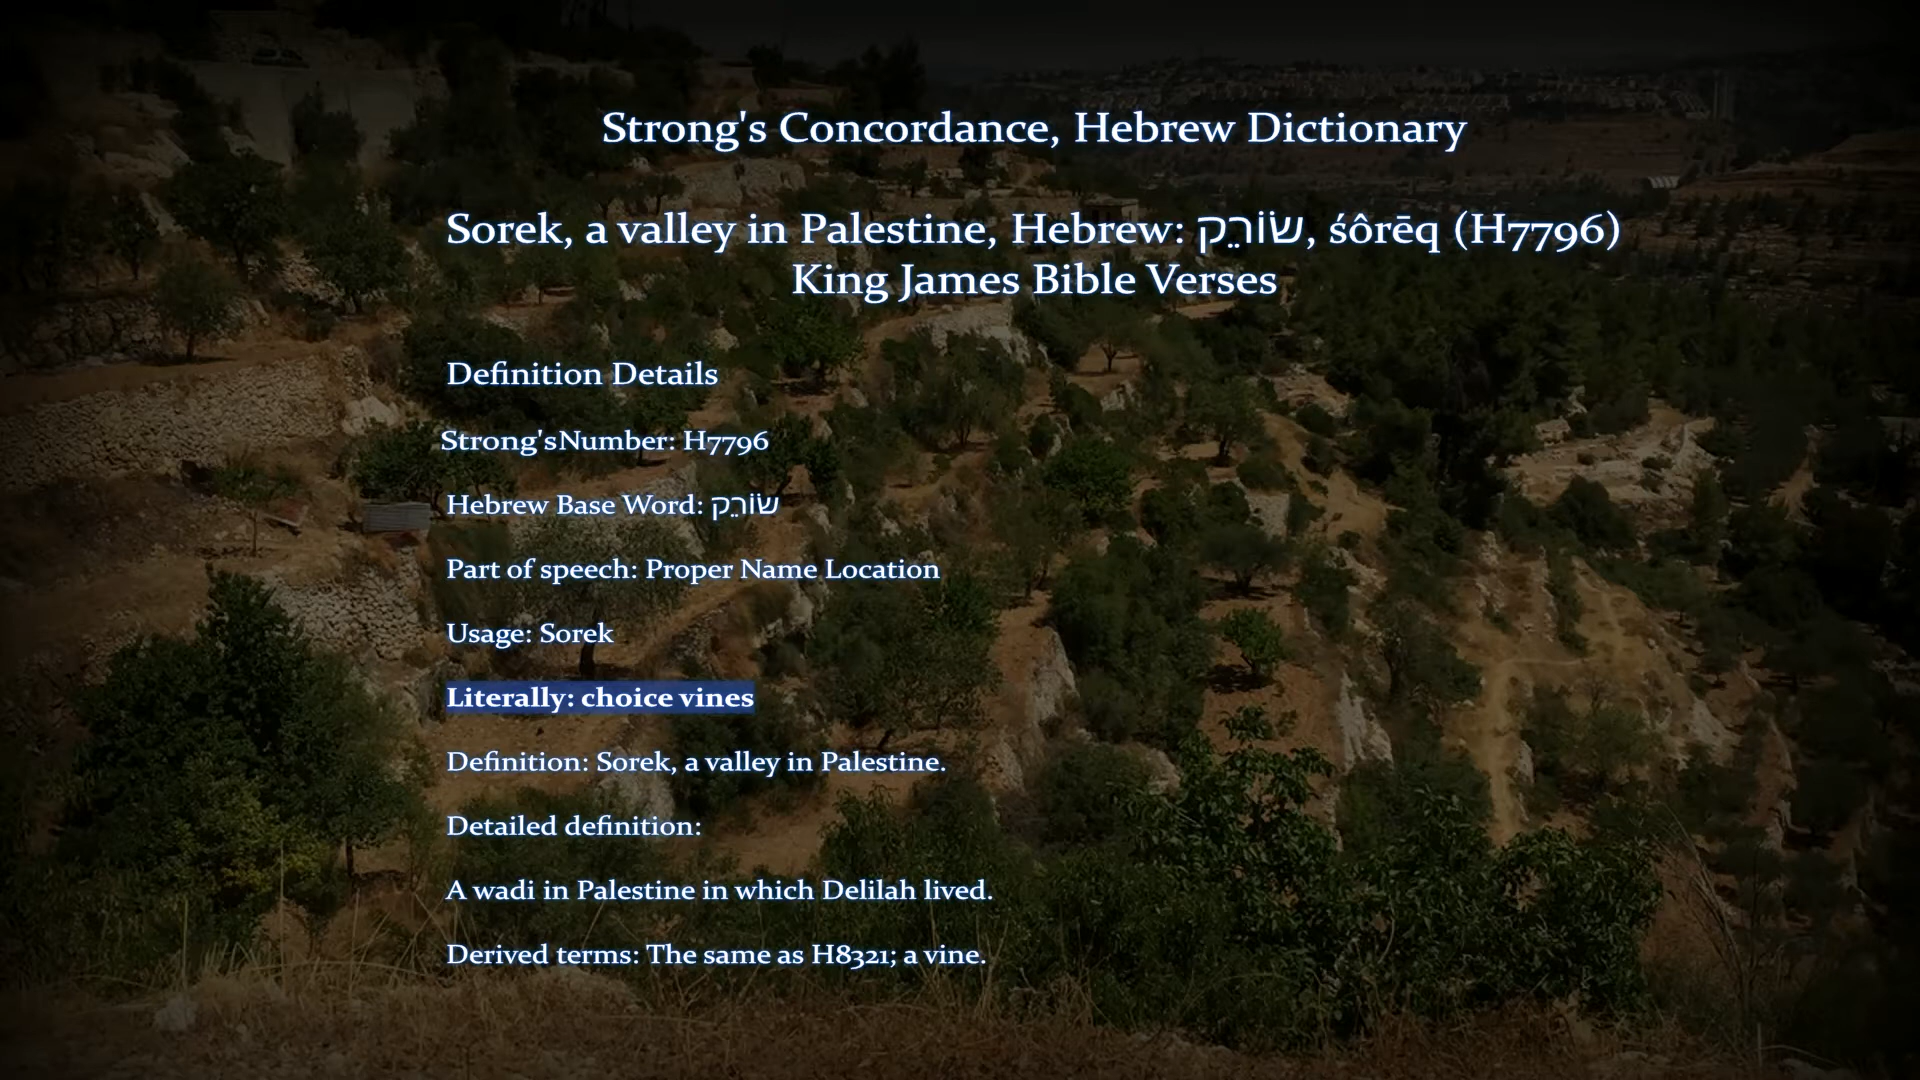 Strong's Concordance, Hebrew Dictionary
Sorek, a valley in Palestine, Hebrew: שׂוֹרֵק, śôrēq (H7796)
King James Bible Verses
Definition Details
Strong'sNumber: H7796
Hebrew Base Word: שׂוֹרֵק
Part of speech: Proper Name Location
Usage: Sorek
Literally: choice vines
Definition: Sorek, a valley in Palestine.
Detailed definition:
A wadi in Palestine in which Delilah lived.
Derived terms: The same as H8321; a vine.